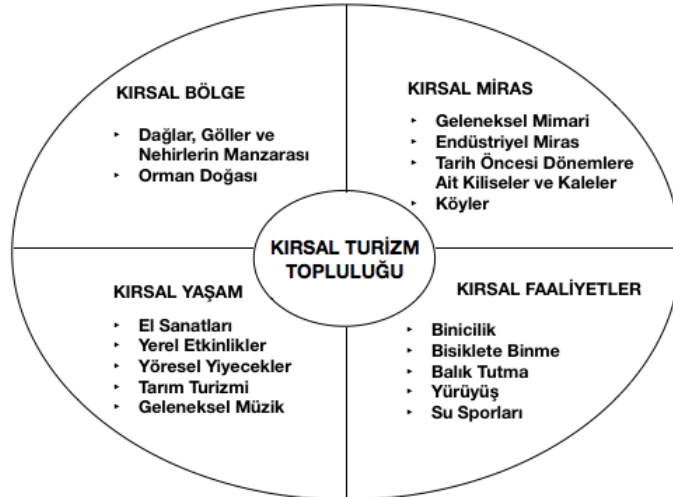 KIRSAL BÖLGE
‣ Dağlar, Göller ve
Nehirlerin Manzarası
‣ Orman Doğası
KIRSAL MİRAS
‣ Geleneksel Mimari
‣ Endüstriyel Miras
‣ Tarih Öncesi Dönemlere
Ait Kiliseler ve Kaleler
‣ Köyler
KIRSAL TURİZM
TOPLULUĞU
KIRSAL YAŞAM
‣ El Sanatları
‣ Yerel Etkinlikler
‣ Yöresel Yiyecekler
‣ Tarım Turizmi
‣ Geleneksel Müzik
KIRSAL FAALİYETLER
‣ Binicilik
‣ Bisiklete Binme
‣ Balık Tutma
‣ Yürüyüş
‣ Su Sporları